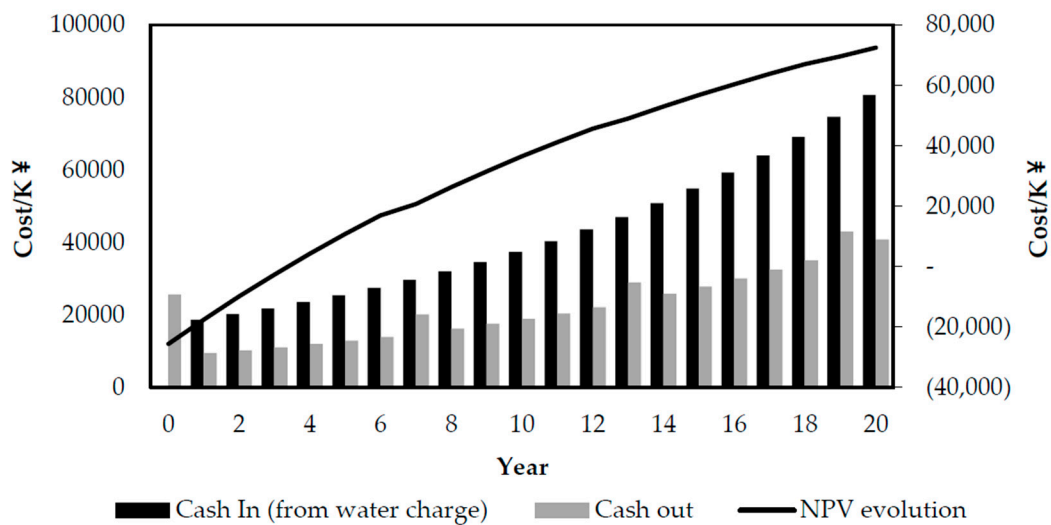 100000
80000
60000
40000
20000
0
Cost/K ¥
80,000
60,000
40,000
20,000
-
(20,000)
(40,000)
Cost/K ¥
0 2 4 6 8 10 12 14 16 18 20
Year
Cash In (from water charge) Cash out NPV evolution